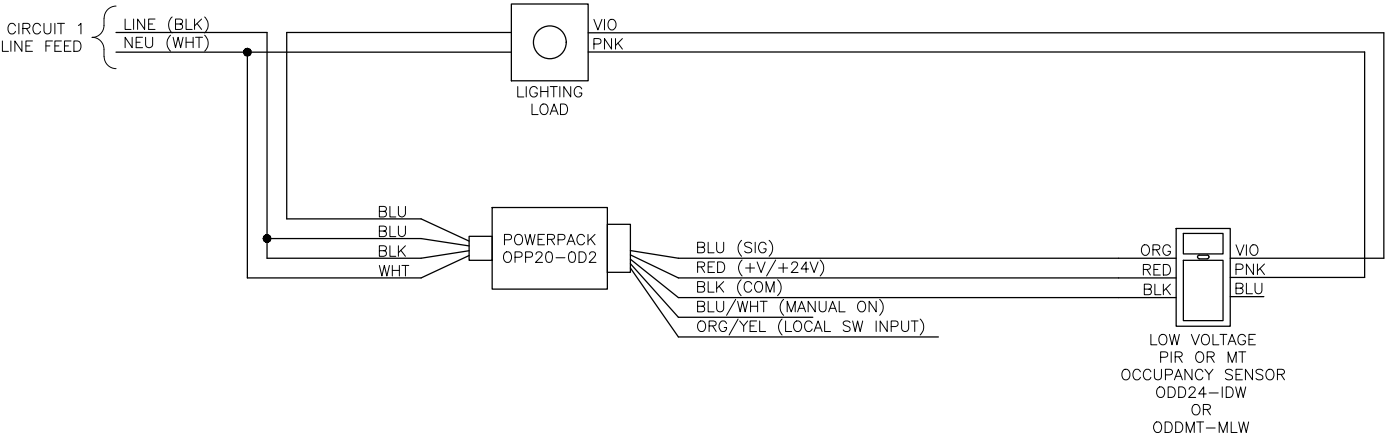 CIRCUIT 1
LINE FEED
LINE (BLK)
NEU (WHT)
VIO
PNK
LIGHTING
LOAD
BLU
BLU
BLK
WHT
POWERPACK
OPP20-0D2
BLU (SIG)
RED (+V/+24V)
BLK (COM)
BLU/WHT (MANUAL ON)
ORG/YEL (LOCAL SW INPUT)
ORG
RED
BLK
VIO
PNK
BLU
LOW VOLTAGE
PIR OR MT
OCCUPANCY SENSOR
ODD24-IDW
OR
ODDMT-MLW